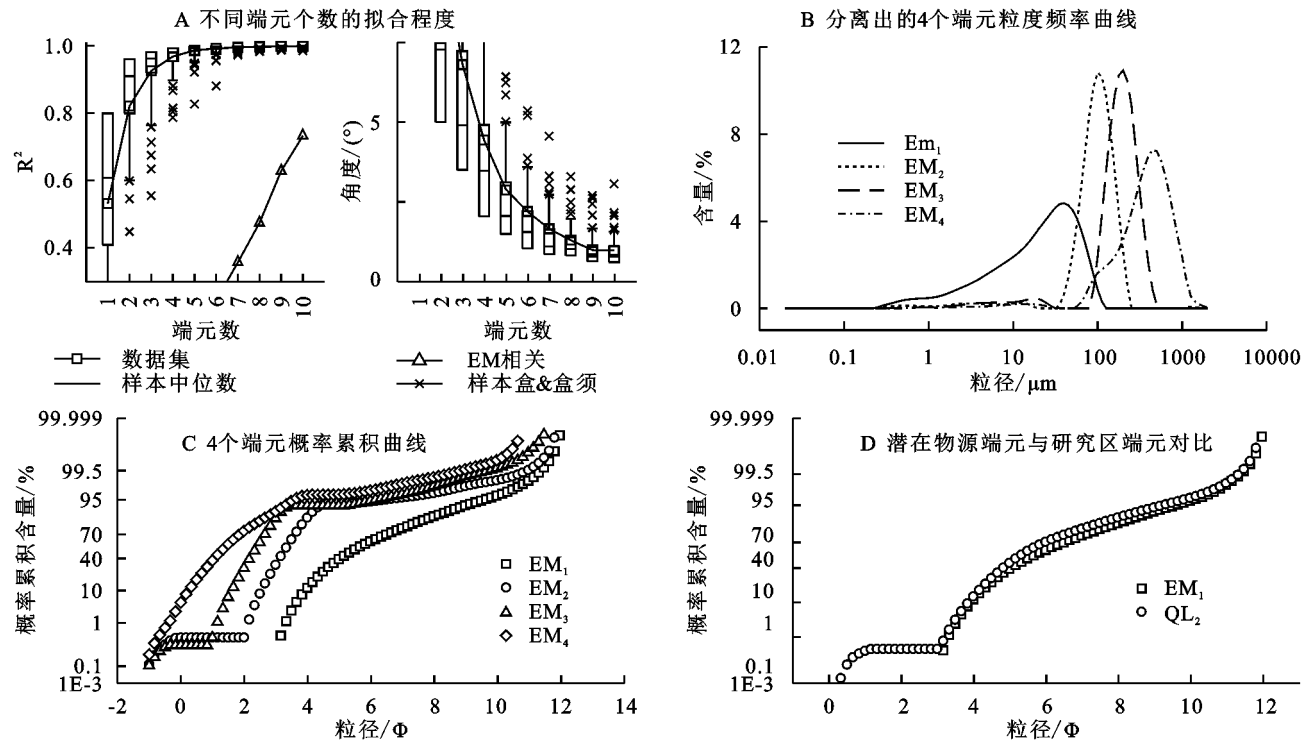 A 不同端元个数的拟合程度
1.0
0.8
0.6
0.4
R²
1 2 3 4 5 6 7 8 9 10
端元数
5
0
角度/(°)
1 2 3 4 5 6 7 8 9 10
端元数
数据集
EM相关
样本中位数
样本盒&盒须
B 分离出的4个端元粒度频率曲线
12
8
4
0
含量/%
Em₁
EM₂
EM₃
EM₄
0.01 0.1 1 10 100 1000 10000
粒径/μm
C 4个端元概率累积曲线
99.999
99.5
95
70
40
10
1
0.1
1E-3
概率累积含量/%
EM₁
EM₂
EM₃
EM₄
-2 0 2 4 6 8 10 12 14
粒径/Φ
D 潜在物源端元与研究区端元对比
99.999
99.5
95
70
40
10
1
0.1
1E-3
概率累积含量/%
EM₁
QL₂
0 2 4 6 8 10 12
粒径/Φ